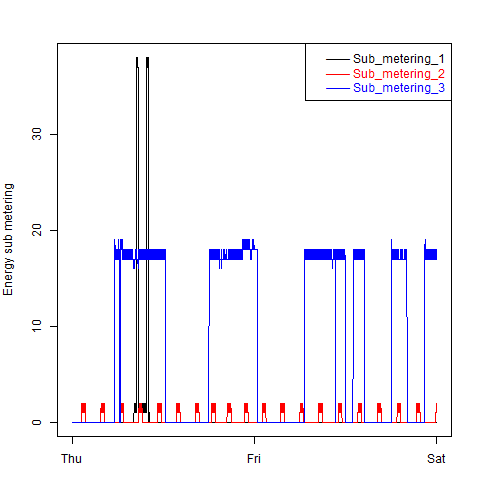 Sub_metering_1
Sub_metering_2
Sub_metering_3
Energy sub metering
30
20
10
0
Thu
Fri
Sat